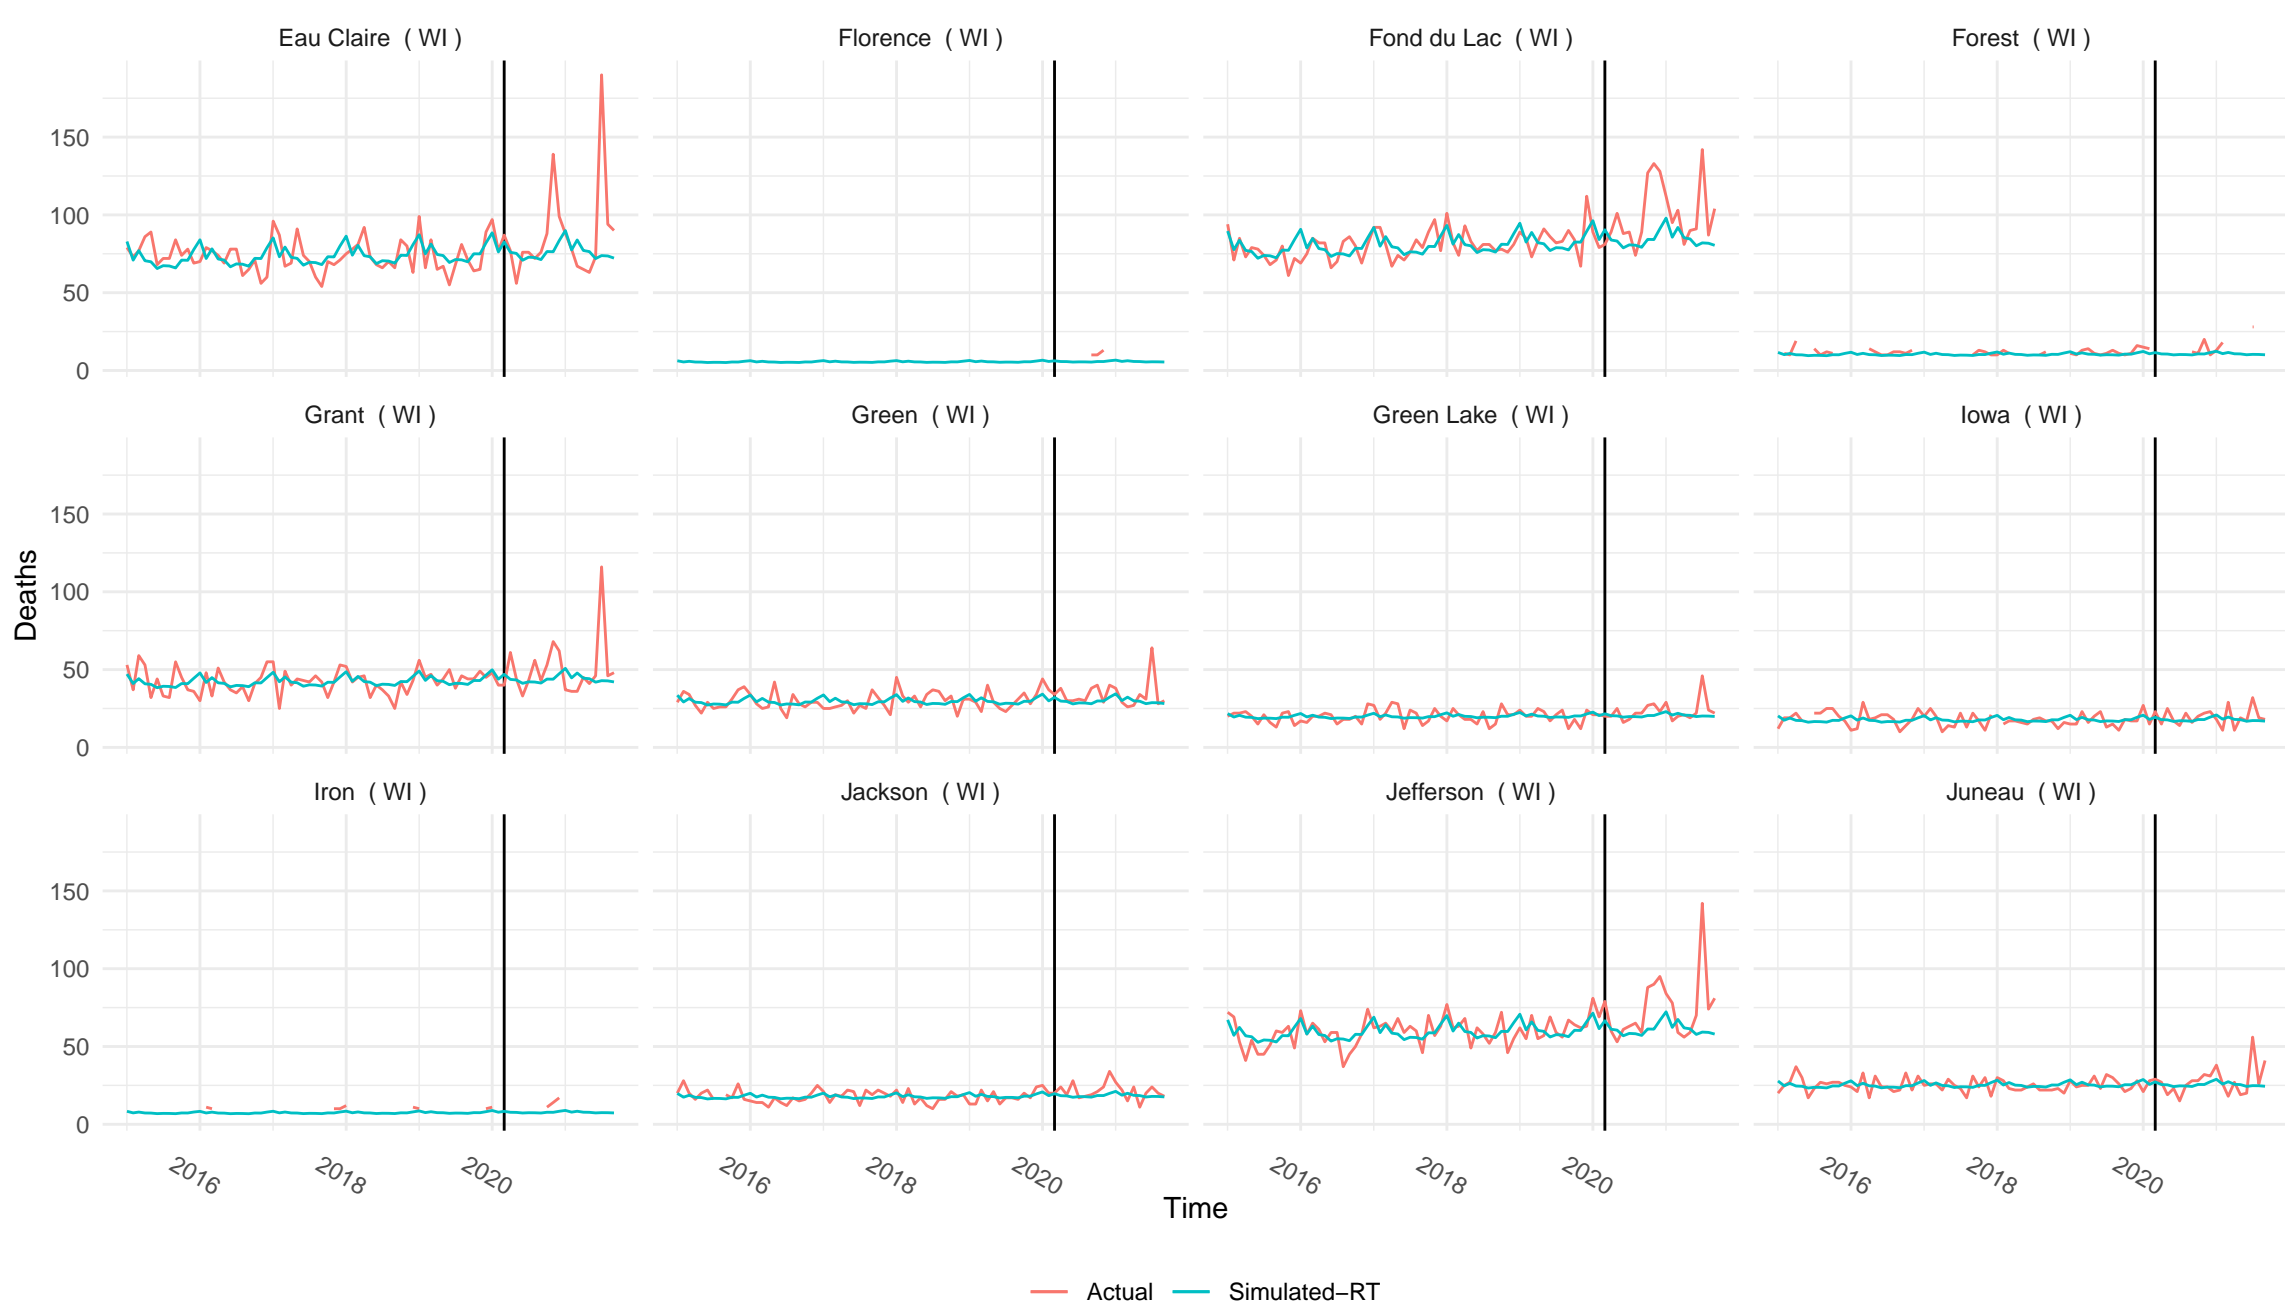 Eau Claire ( WI )
Florence ( WI )
Fond du Lac ( WI )
Forest ( WI )
150
100
50
0
Grant ( WI )
Green ( WI )
Green Lake ( WI )
Iowa ( WI )
150
100
50
0
Deaths
Iron ( WI )
Jackson ( WI )
Jefferson ( WI )
Juneau ( WI )
150
100
50
0
2016 2018 2020
2016 2018 2020
2016 2018 2020
2016 2018 2020
Time
Actual Simulated−RT